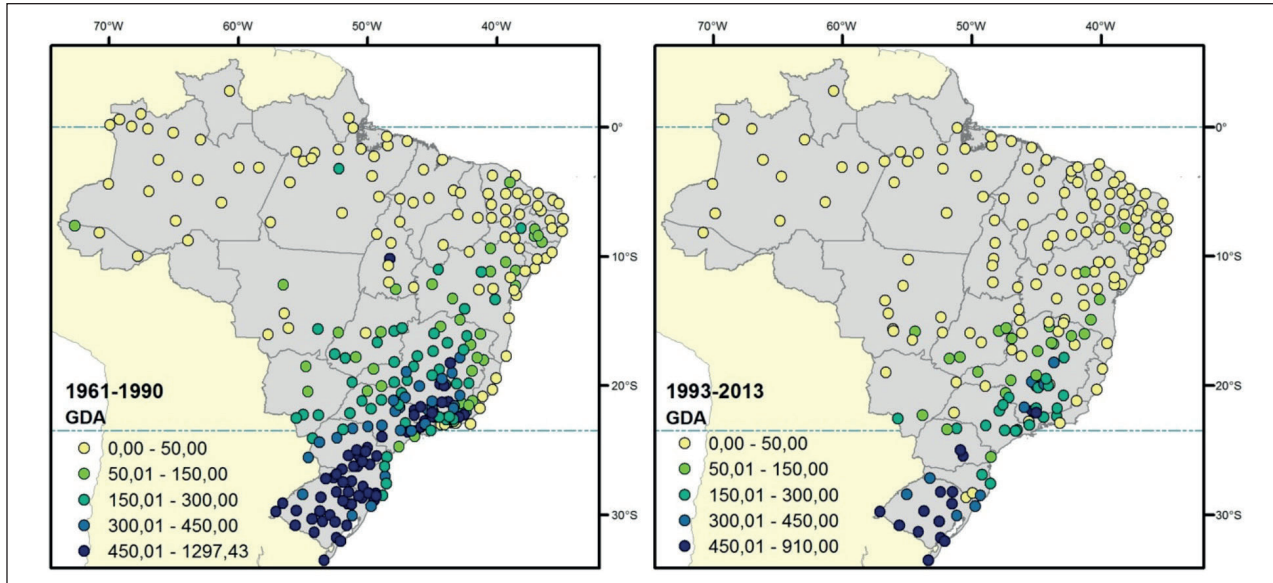 70°W 60°W 50°W 40°W
0°
10°S
20°S
30°S
1961-1990
GDA
0,00 - 50,00
50,01 - 150,00
150,01 - 300,00
300,01 - 450,00
450,01 - 1297,43
70°W 60°W 50°W 40°W
0°
10°S
20°S
30°S
1993-2013
GDA
0,00 - 50,00
50,01 - 150,00
150,01 - 300,00
300,01 - 450,00
450,01 - 910,00